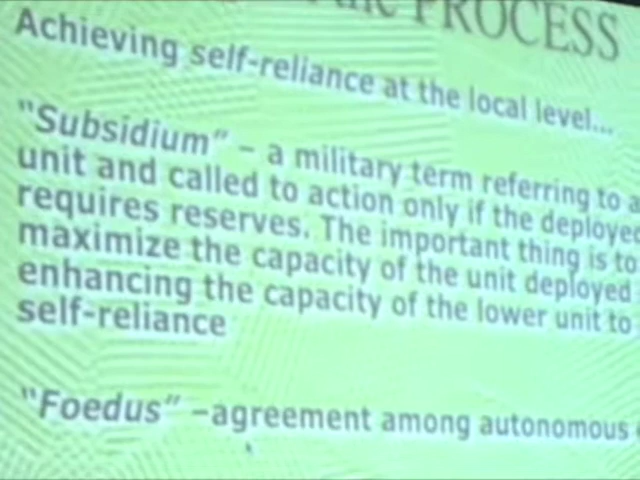 the PROCESS
Achieving self-reliance at the local level...
"Subsidium" – a military term referring to a
unit and called to action only if the deployed
requires reserves. The important thing is to
maximize the capacity of the unit deployed
enhancing the capacity of the lower unit to
self-reliance
"Foedus" –agreement among autonomous